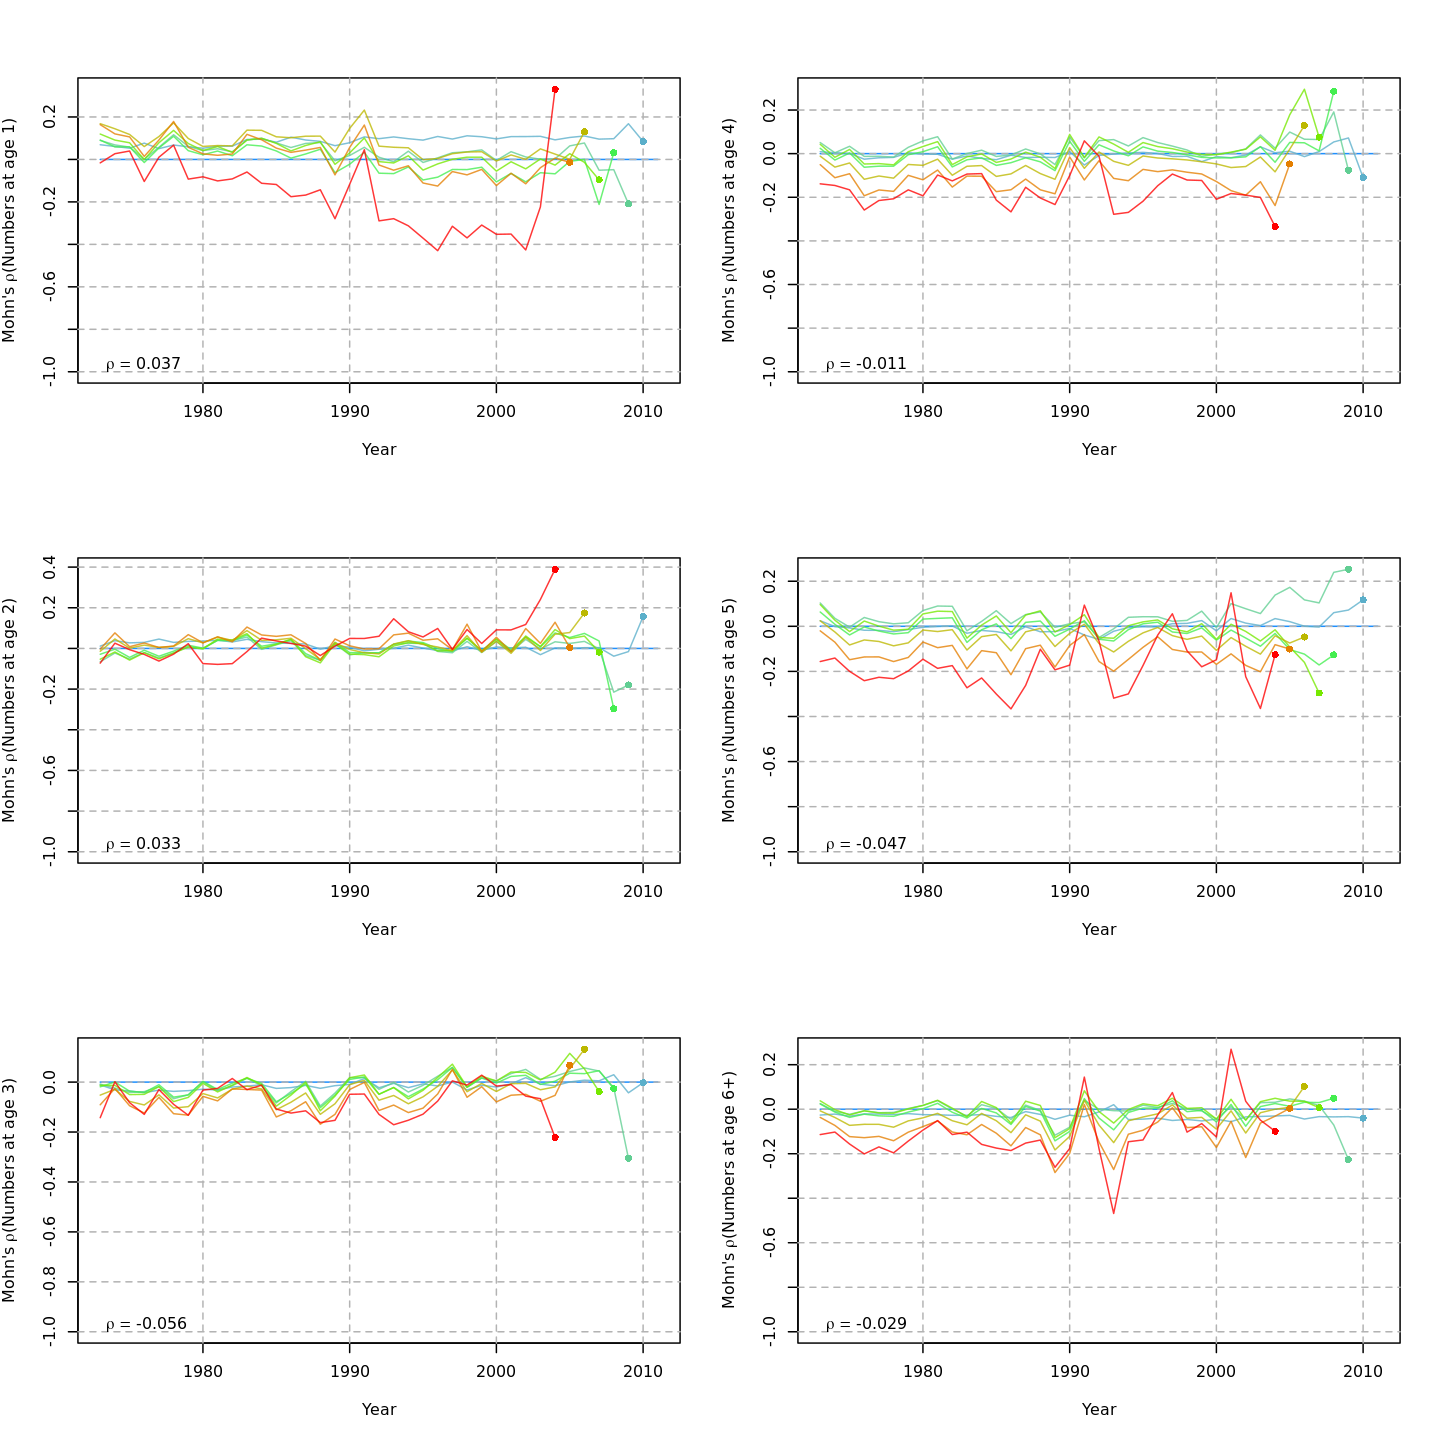 Mohn's ρ(Numbers at age 1)
0.2
-0.2
-0.6
-1.0
ρ = 0.037
1980 1990 2000 2010
Year
Mohn's ρ(Numbers at age 4)
0.2
0.0
-0.2
-0.6
-1.0
ρ = -0.011
1980 1990 2000 2010
Year
Mohn's ρ(Numbers at age 2)
0.4
0.2
-0.2
-0.6
-1.0
ρ = 0.033
1980 1990 2000 2010
Year
Mohn's ρ(Numbers at age 5)
0.2
0.0
-0.2
-0.6
-1.0
ρ = -0.047
1980 1990 2000 2010
Year
Mohn's ρ(Numbers at age 3)
0.0
-0.2
-0.4
-0.6
-0.8
-1.0
ρ = -0.056
1980 1990 2000 2010
Year
Mohn's ρ(Numbers at age 6+)
0.2
0.0
-0.2
-0.6
-1.0
ρ = -0.029
1980 1990 2000 2010
Year